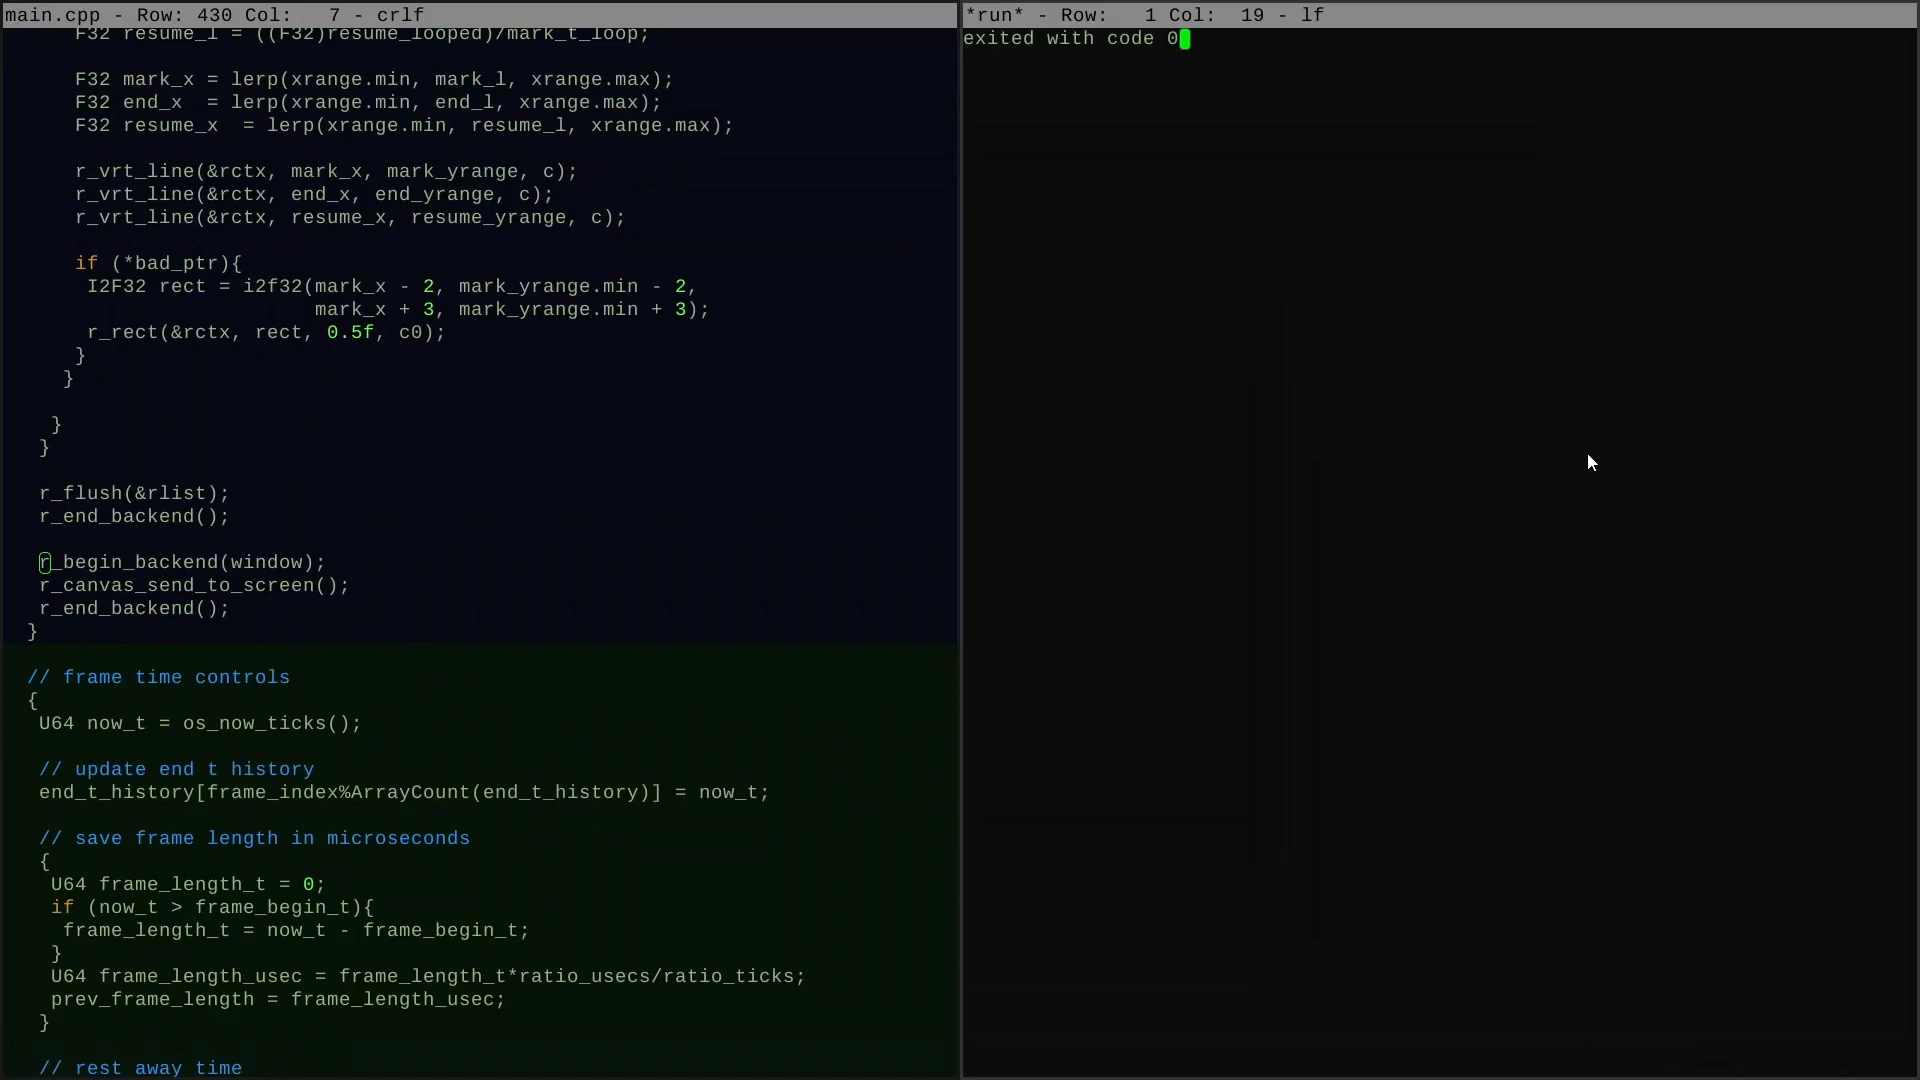 main.cpp - Row: 430 Col:   7 - crlf
F32 resume_l = ((F32)resume_looped)/mark_t_loop;
F32 mark_x = lerp(xrange.min, mark_l, xrange.max);
F32 end_x  = lerp(xrange.min, end_l, xrange.max);
F32 resume_x  = lerp(xrange.min, resume_l, xrange.max);
r_vrt_line(&rctx, mark_x, mark_yrange, c);
r_vrt_line(&rctx, end_x, end_yrange, c);
r_vrt_line(&rctx, resume_x, resume_yrange, c);
if (*bad_ptr){
I2F32 rect = i2f32(mark_x - 2, mark_yrange.min - 2,
mark_x + 3, mark_yrange.min + 3);
r_rect(&rctx, rect, 0.5f, c0);
}
}
}
}
r_flush(&rlist);
r_end_backend();
r_begin_backend(window);
r_canvas_send_to_screen();
r_end_backend();
}
// frame time controls
{
U64 now_t = os_now_ticks();
// update end t history
end_t_history[frame_index%ArrayCount(end_t_history)] = now_t;
// save frame length in microseconds
{
U64 frame_length_t = 0;
if (now_t > frame_begin_t){
frame_length_t = now_t - frame_begin_t;
}
U64 frame_length_usec = frame_length_t*ratio_usecs/ratio_ticks;
prev_frame_length = frame_length_usec;
}
// rest away time
*run* - Row:   1 Col:  19 - lf
exited with code 0